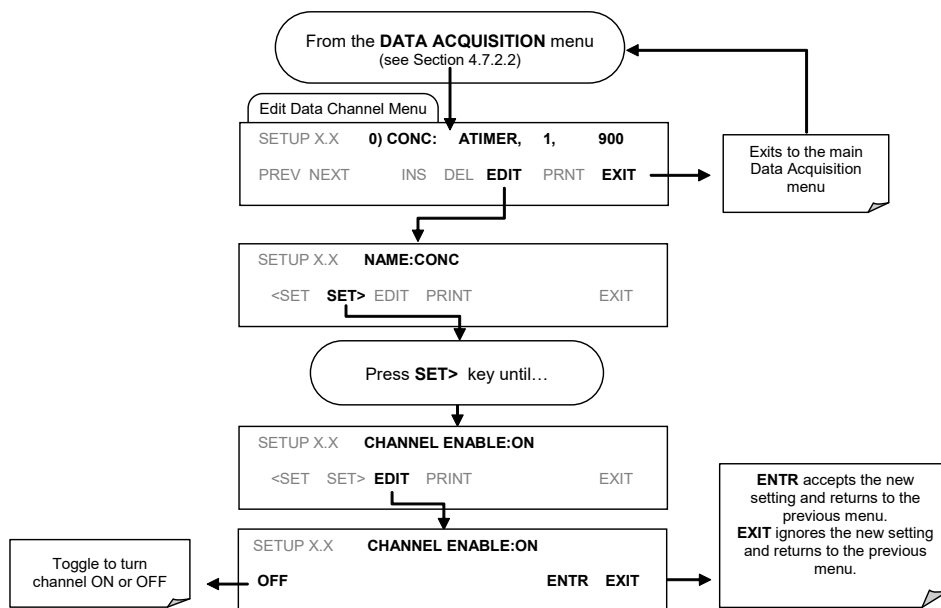 From the DATA ACQUISITION menu
(see Section 4.7.2.2)
Edit Data Channel Menu
SETUP X.X 0) CONC: ATIMER, 1, 900
PREV NEXT INS DEL EDIT PRNT EXIT
Exits to the main
Data Acquisition
menu
SETUP X.X NAME:CONC
<SET SET> EDIT PRINT EXIT
Press SET> key until…
SETUP X.X CHANNEL ENABLE:ON
<SET SET> EDIT PRINT EXIT
SETUP X.X CHANNEL ENABLE:ON
OFF ENTR EXIT
Toggle to turn
channel ON or OFF
ENTR accepts the new
setting and returns to the
previous menu.
EXIT ignores the new setting
and returns to the previous
menu.